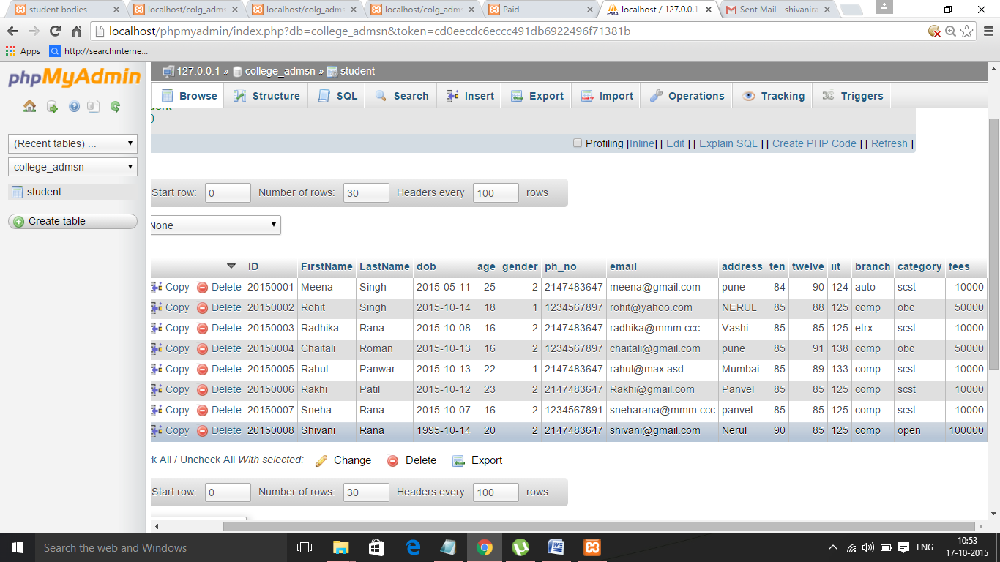 student bodies
localhost/colg_adms
localhost/colg_adms
localhost/colg_adms
Paid
localhost / 127.0.0.1
Sent Mail - shivanira
localhost/phpmyadmin/index.php?db=college_admsn&token=cd0eecdc6eccc491db6922496f71381b
Apps http://searchinterne...
phpMyAdmin
(Recent tables) ...
college_admsn
student
Create table
127.0.0.1 » college_admsn » student
Browse Structure SQL Search Insert Export Import Operations Tracking Triggers
Profiling [Inline] [ Edit ] [ Explain SQL ] [ Create PHP Code ] [ Refresh ]
Start row: 0 Number of rows: 30 Headers every 100 rows
None
ID FirstName LastName dob age gender ph_no email address ten twelve iit branch category fees
Copy Delete 20150001 Meena Singh 2015-05-11 25 2 2147483647 meena@gmail.com pune 84 90 124 auto scst 10000
Copy Delete 20150002 Rohit Singh 2015-10-14 18 1 1234567897 rohit@yahoo.com NERUL 85 88 125 comp obc 50000
Copy Delete 20150003 Radhika Rana 2015-10-08 16 2 2147483647 radhika@mmm.ccc Vashi 85 85 125 etrx scst 10000
Copy Delete 20150004 Chaitali Roman 2015-10-13 16 2 1234567897 chaitali@gmail.com pune 85 91 138 comp obc 50000
Copy Delete 20150005 Rahul Panwar 2015-10-13 22 1 2147483647 rahul@max.asd Mumbai 85 89 133 comp scst 10000
Copy Delete 20150006 Rakhi Patil 2015-10-12 23 2 2147483647 Rakhi@gmail.com Panvel 85 85 125 comp scst 10000
Copy Delete 20150007 Sneha Rana 2015-10-07 16 2 1234567891 sneharana@mmm.ccc panvel 85 85 125 comp scst 10000
Copy Delete 20150008 Shivani Rana 1995-10-14 20 2 2147483647 shivani@gmail.com Nerul 90 85 125 comp open 100000
k All / Uncheck All With selected: Change Delete Export
Start row: 0 Number of rows: 30 Headers every 100 rows
Search the web and Windows
ENG
10:53
17-10-2015